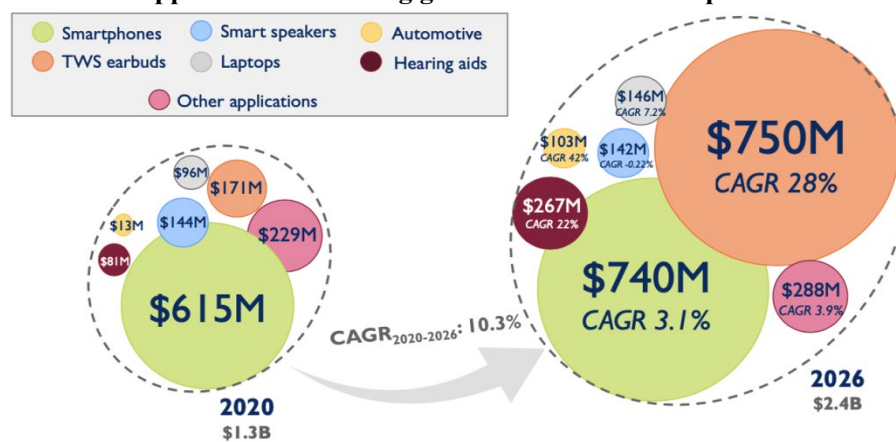 Smartphones
Smart speakers
Automotive
TWS earbuds
Laptops
Hearing aids
Other applications
$96M
$171M
$13M
$144M
$229M
$81M
$615M
2020
$1.3B
CAGR2020-2026: 10.3%
$146M
CAGR 7.2%
$103M
CAGR 42%
$142M
CAGR -0.22%
$750M
CAGR 28%
$267M
CAGR 22%
$740M
CAGR 3.1%
$288M
CAGR 3.9%
2026
$2.4B